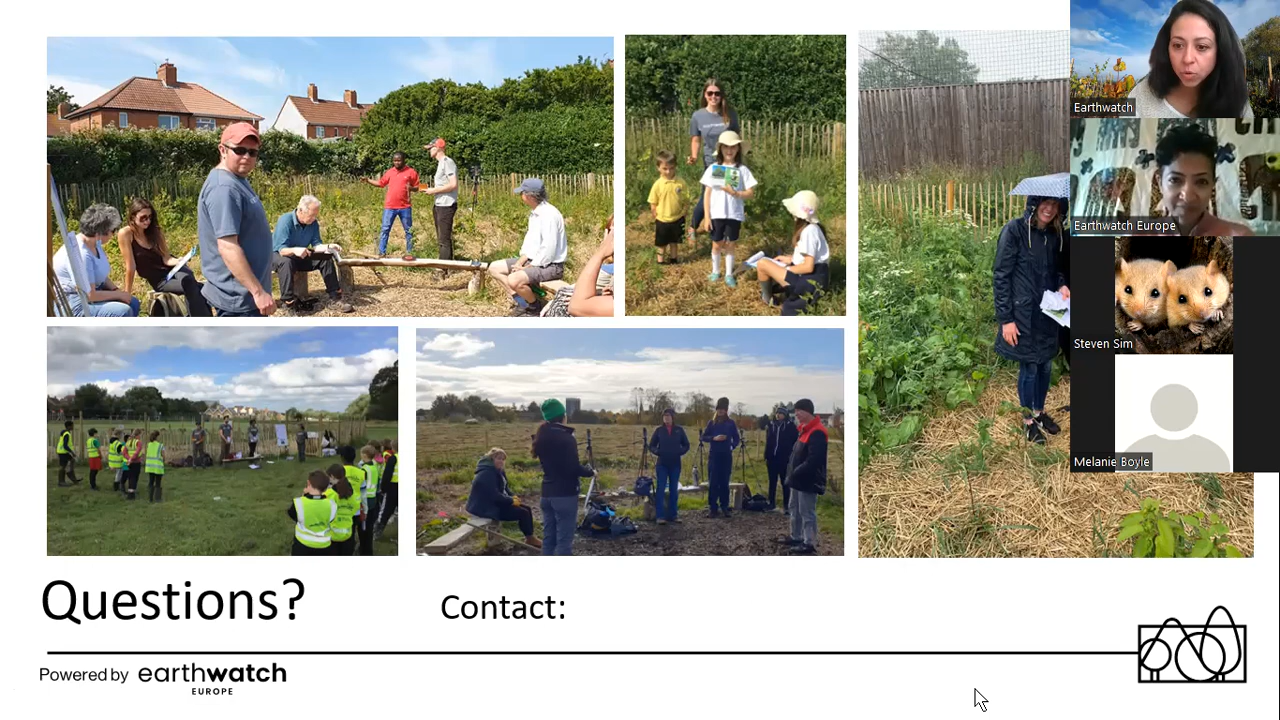 Earthwatch
Earthwatch Europe
Steven Sim
Melanie Boyle
Questions?
Contact:
Powered by earthwatch
EUROPE